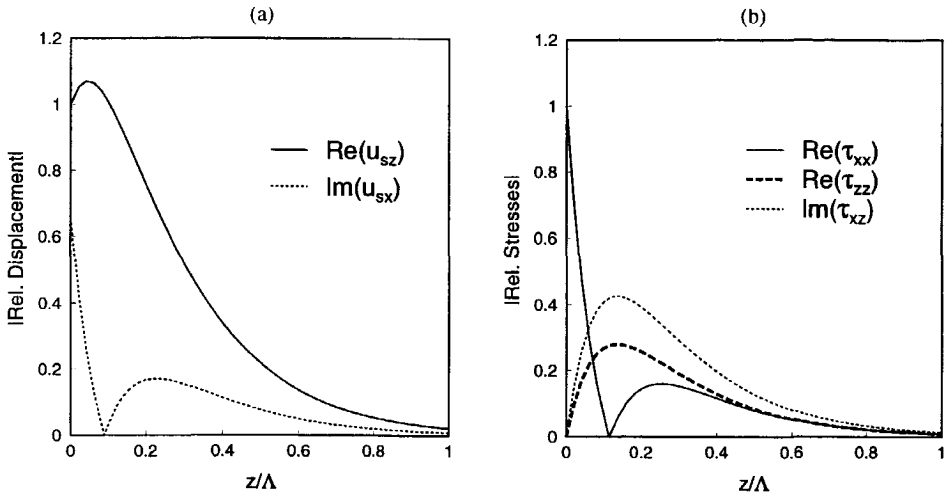 (a)
1.2
1
0.8
0.6
0.4
0.2
0
0 0.2 0.4 0.6 0.8 1
|Rel. Displacement|
z/Λ
Re(u_sz)
Im(u_sx)
(b)
1.2
1
0.8
0.6
0.4
0.2
0
0 0.2 0.4 0.6 0.8 1
|Rel. Stresses|
z/Λ
Re(τ_xx)
Re(τ_zz)
Im(τ_xz)